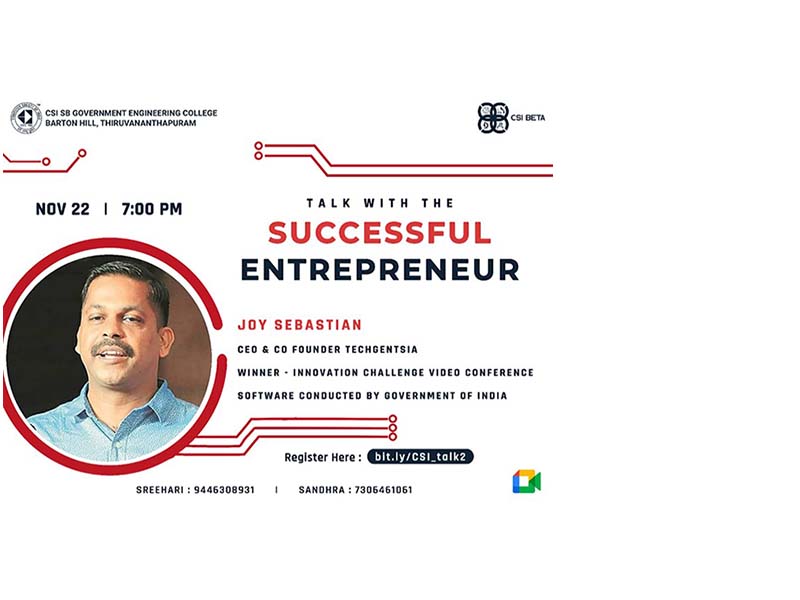 CSI SB GOVERNMENT ENGINEERING COLLEGE
BARTON HILL, THIRUVANANTHAPURAM
CSI BETA
NOV 22 | 7:00 PM
TALK WITH THE
SUCCESSFUL
ENTREPRENEUR
JOY SEBASTIAN
CEO & CO FOUNDER TECHGENTSIA
WINNER - INNOVATION CHALLENGE VIDEO CONFERENCE
SOFTWARE CONDUCTED BY GOVERNMENT OF INDIA
Register Here : bit.ly/CSI_talk2
SREEHARI : 9446308931 | SANDHRA : 7306461061